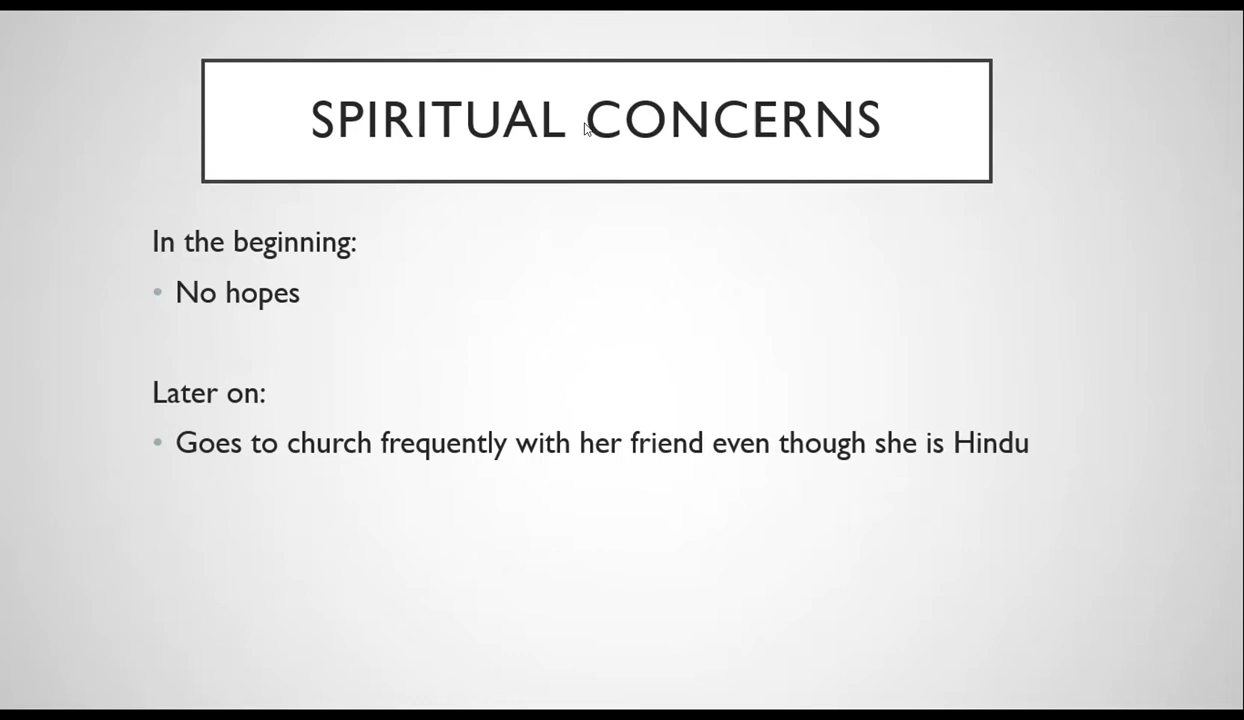 SPIRITUAL CONCERNS
In the beginning:
• No hopes
Later on:
• Goes to church frequently with her friend even though she is Hindu